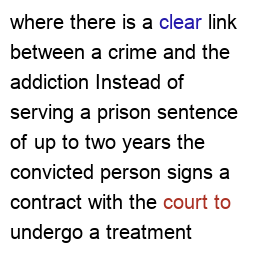 where there is a clear link
between a crime and the
addiction Instead of
serving a prison sentence
of up to two years the
convicted person signs a
contract with the court to
undergo a treatment